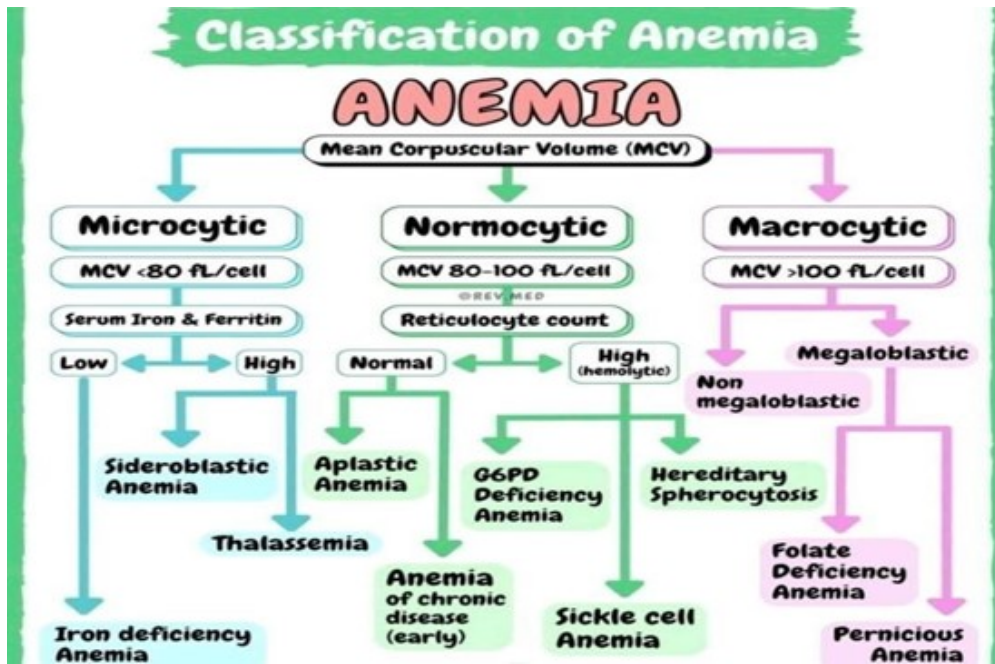 Classification of Anemia
ANEMIA
Mean Corpuscular Volume (MCV)
Microcytic
MCV <80 fL/cell
Serum Iron & Ferritin
Low
High
Sideroblastic
Anemia
Thalassemia
Iron deficiency
Anemia
Normocytic
MCV 80-100 fL/cell
@REV.MED
Reticulocyte count
Normal
High
(hemolytic)
Aplastic
Anemia
Anemia
of chronic
disease
(early)
G6PD
Deficiency
Anemia
Hereditary
Spherocytosis
Sickle cell
Anemia
Macrocytic
MCV >100 fL/cell
Non
megaloblastic
Megaloblastic
Folate
Deficiency
Anemia
Pernicious
Anemia